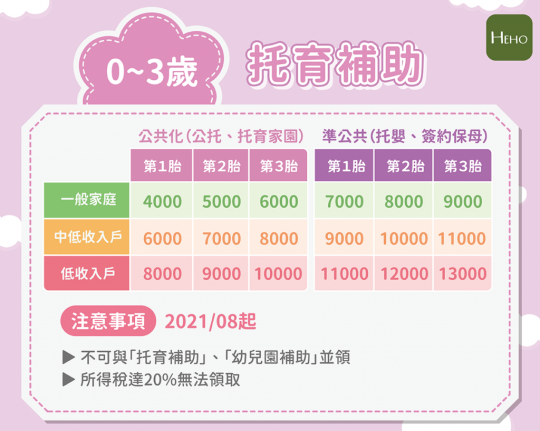 HEHO
0~3歲 托育補助
公共化(公托、托育家園) 準公共(托嬰、簽約保母)
第1胎 第2胎 第3胎 第1胎 第2胎 第3胎
一般家庭 4000 5000 6000 7000 8000 9000
中低收入戶 6000 7000 8000 9000 10000 11000
低收入戶 8000 9000 10000 11000 12000 13000
注意事項 2021/08起
▶ 不可與「托育補助」、「幼兒園補助」並領
▶ 所得稅達20%無法領取